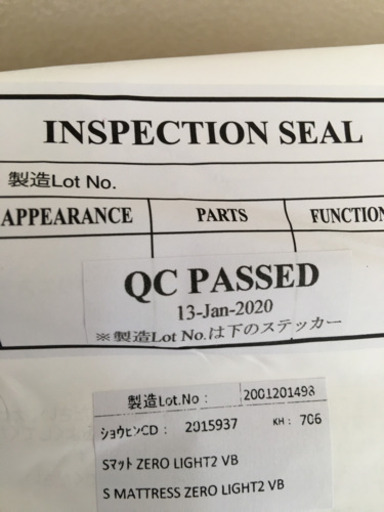 INSPECTION SEAL
製造Lot No.
APPEARANCE PARTS FUNCTION
QC PASSED
13-Jan-2020
※製造Lot No.は下のステッカー
製造Lot.No : 2001201498
ショウヒンCD : 2015937 KH : 706
Sマット ZERO LIGHT2 VB
S MATTRESS ZERO LIGHT2 VB